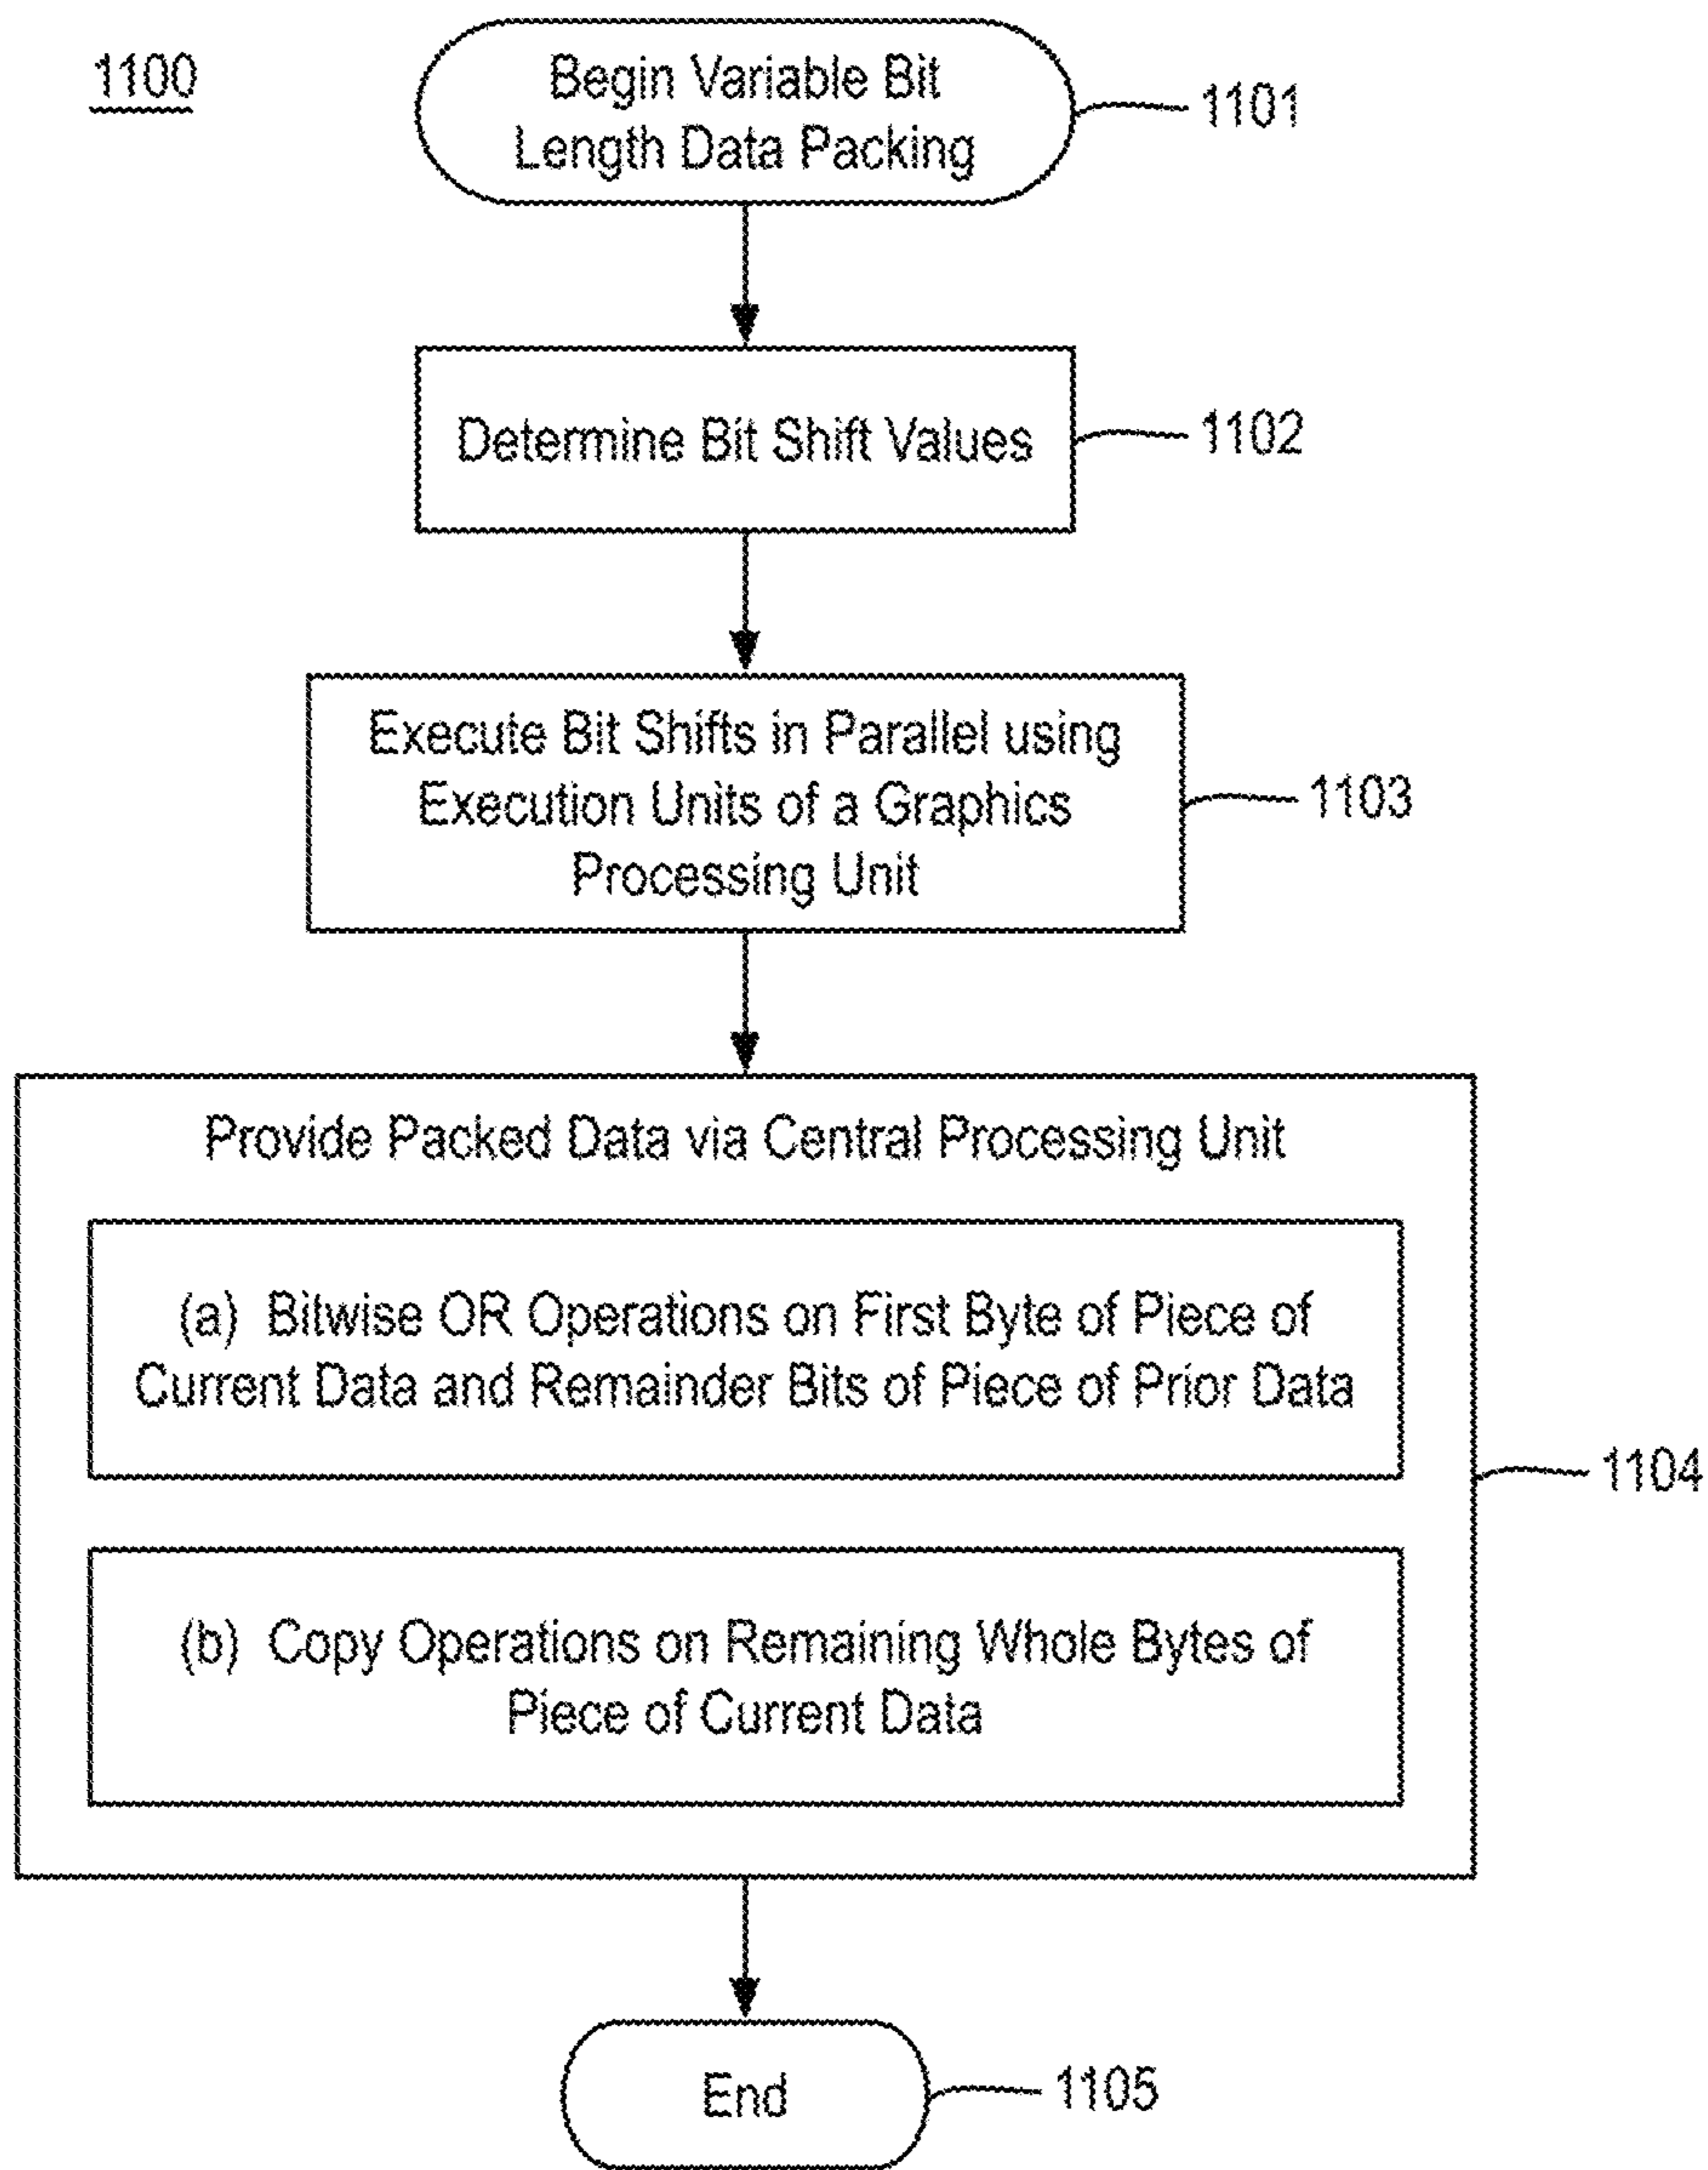 1100
Begin Variable Bit
Length Data Packing
1101
Determine Bit Shift Values
1102
Execute Bit Shifts in Parallel using
Execution Units of a Graphics
Processing Unit
1103
Provide Packed Data via Central Processing Unit
(a) Bitwise OR Operations on First Byte of Piece of
Current Data and Remainder Bits of Piece of Prior Data
(b) Copy Operations on Remaining Whole Bytes of
Piece of Current Data
1104
End
1105